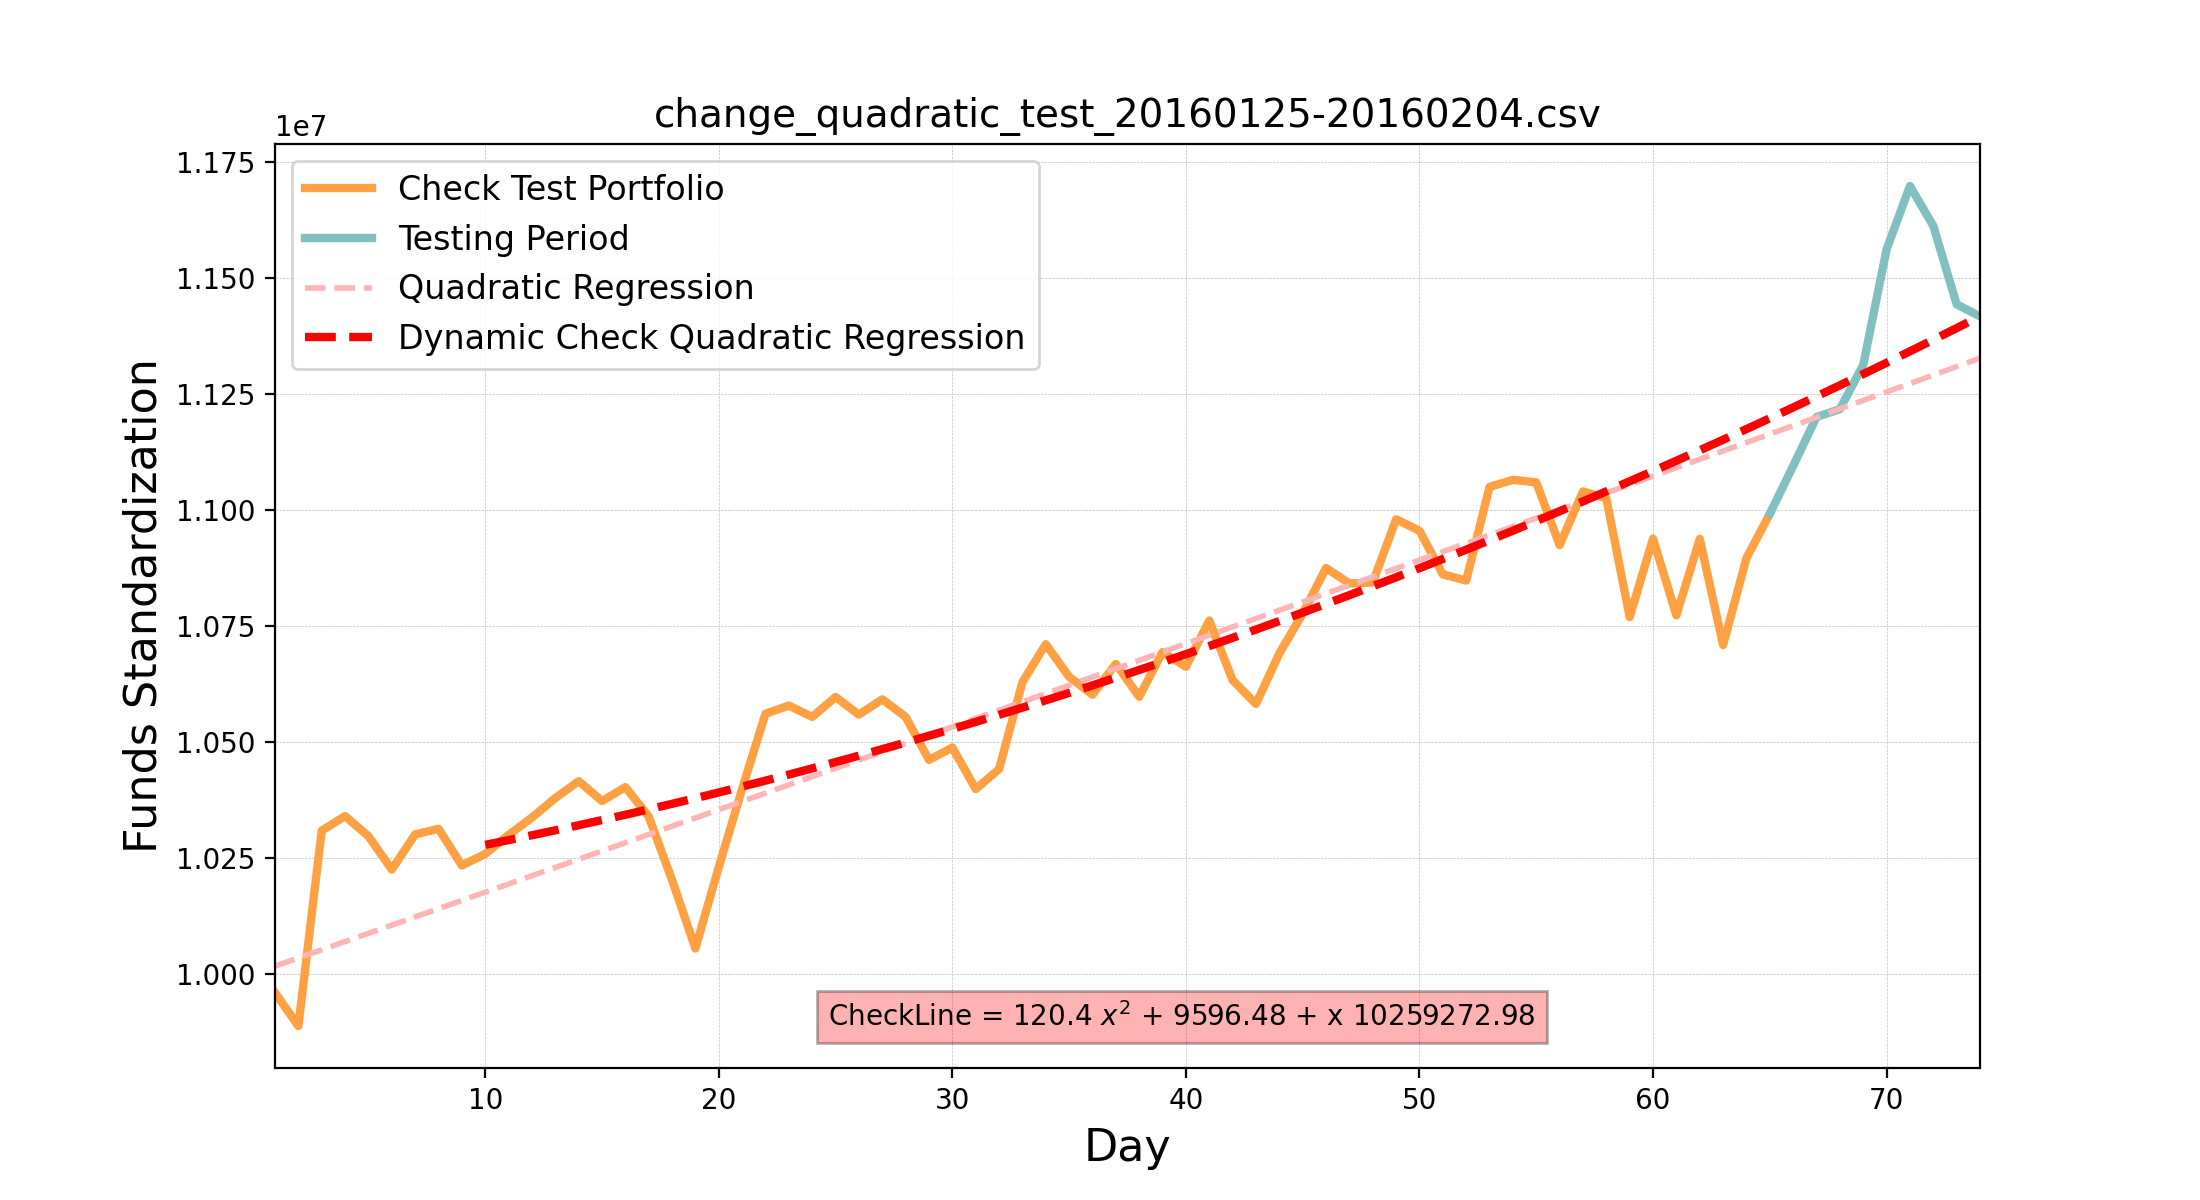 change_quadratic_test_20160125-20160204.csv
1e7
1.175
1.150
1.125
1.100
1.075
1.050
1.025
1.000
Funds Standardization
Check Test Portfolio
Testing Period
Quadratic Regression
Dynamic Check Quadratic Regression
CheckLine = 120.4 x² + 9596.48 + x 10259272.98
10 20 30 40 50 60 70
Day